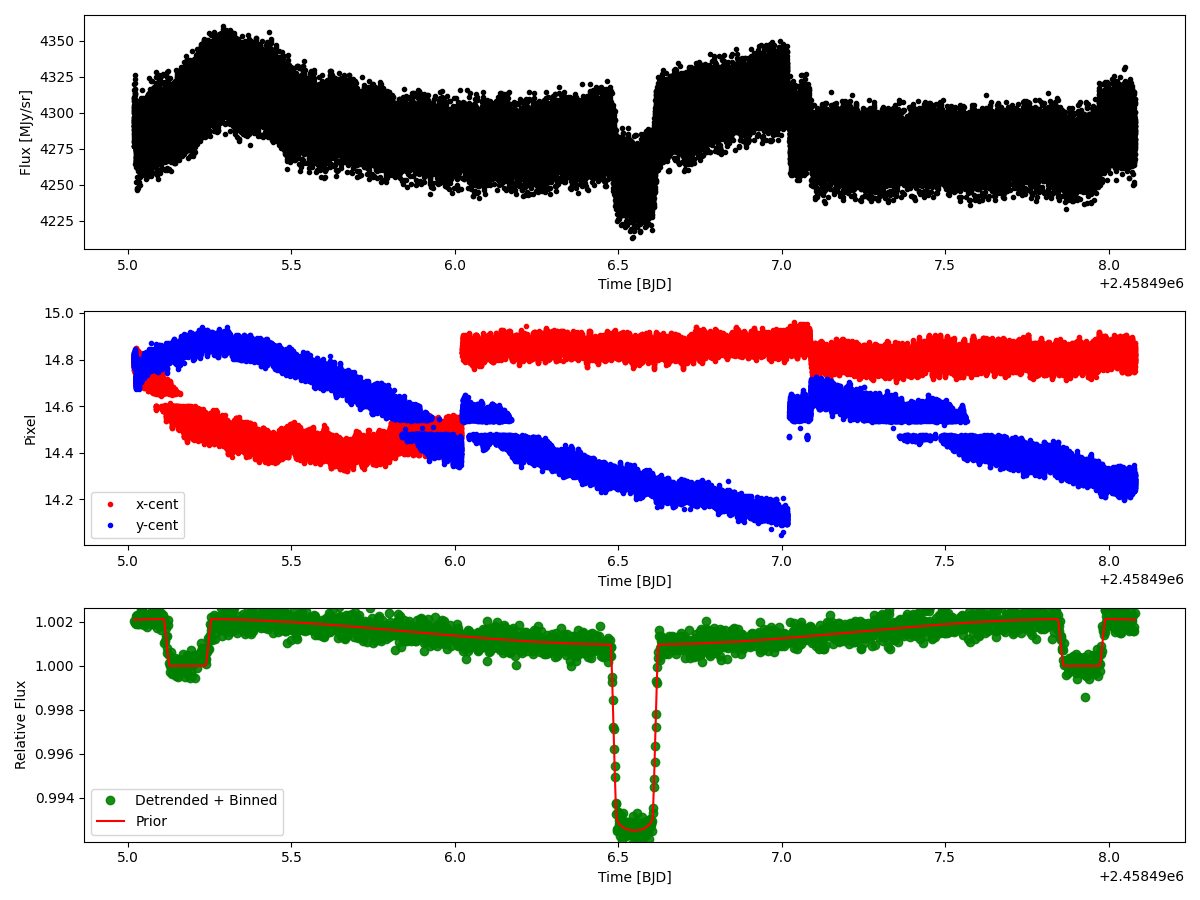 4350
4325
4300
4275
4250
4225
Flux [MJy/sr]
5.0 5.5 6.0 6.5 7.0 7.5 8.0
Time [BJD]
+2.45849e6
15.0
14.8
14.6
14.4
14.2
Pixel
x-cent
y-cent
5.0 5.5 6.0 6.5 7.0 7.5 8.0
Time [BJD]
+2.45849e6
1.002
1.000
0.998
0.996
0.994
Relative Flux
Detrended + Binned
Prior
5.0 5.5 6.0 6.5 7.0 7.5 8.0
Time [BJD]
+2.45849e6